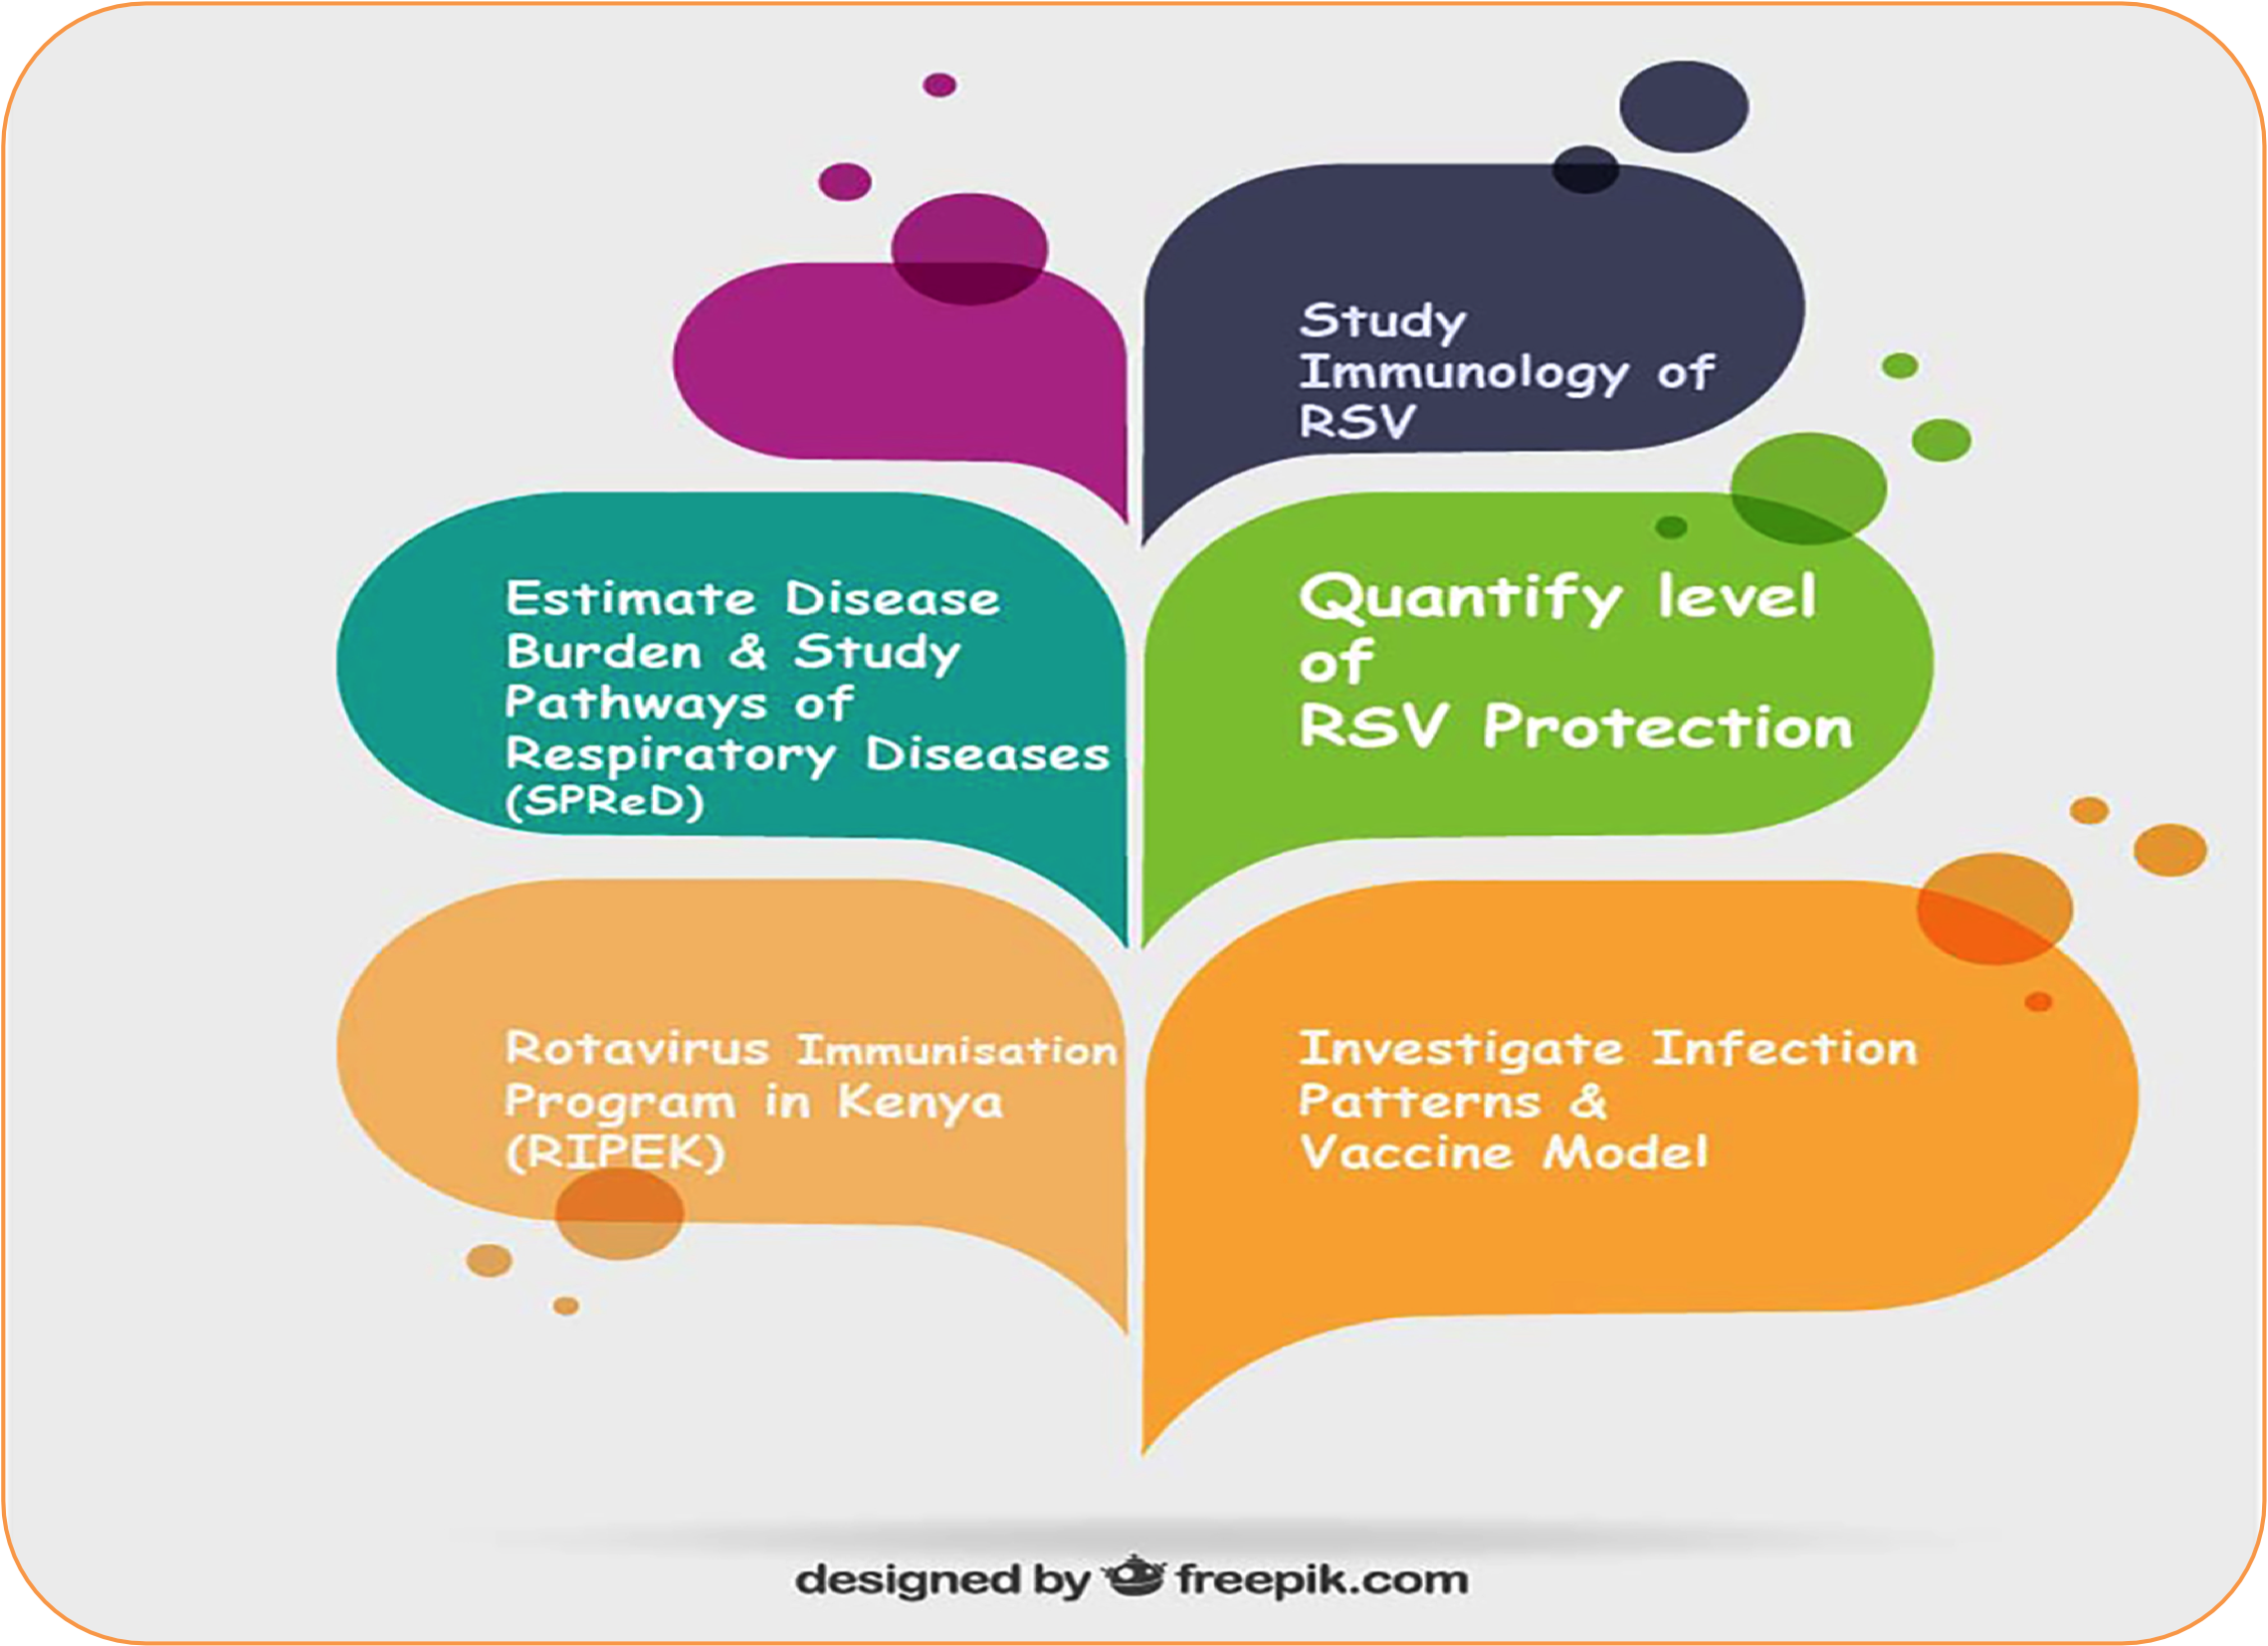 Study
Immunology of
RSV
Estimate Disease
Burden & Study
Pathways of
Respiratory Diseases
(SPReD)
Quantify level
of
RSV Protection
Rotavirus Immunisation
Program in Kenya
(RIPEK)
Investigate Infection
Patterns &
Vaccine Model
designed by freepik.com